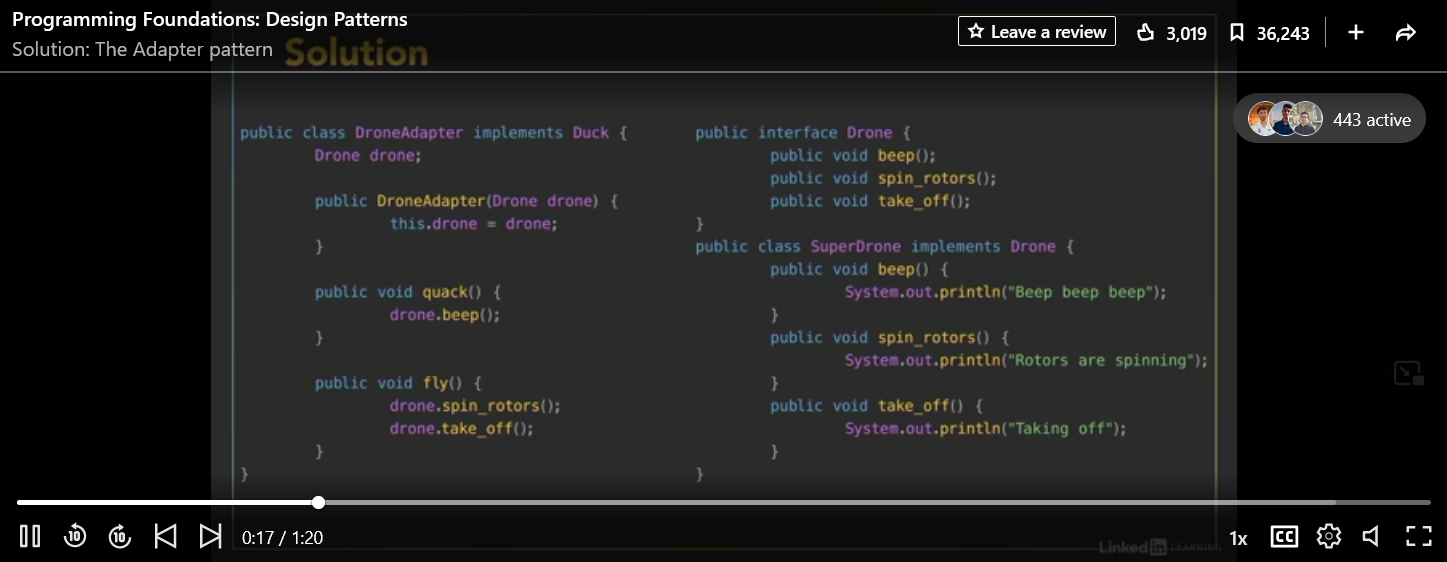 Programming Foundations: Design Patterns
Solution: The Adapter pattern
Leave a review
3,019
36,243
443 active
Solution
public class DroneAdapter implements Duck {
Drone drone;
public DroneAdapter(Drone drone) {
this.drone = drone;
}
public void quack() {
drone.beep();
}
public void fly() {
drone.spin_rotors();
drone.take_off();
}
}
public interface Drone {
public void beep();
public void spin_rotors();
public void take_off();
}
public class SuperDrone implements Drone {
public void beep() {
System.out.println("Beep beep beep");
}
public void spin_rotors() {
System.out.println("Rotors are spinning");
}
public void take_off() {
System.out.println("Taking off");
}
}
10
10
0:17 / 1:20
1x
CC
Linked in LEARNING